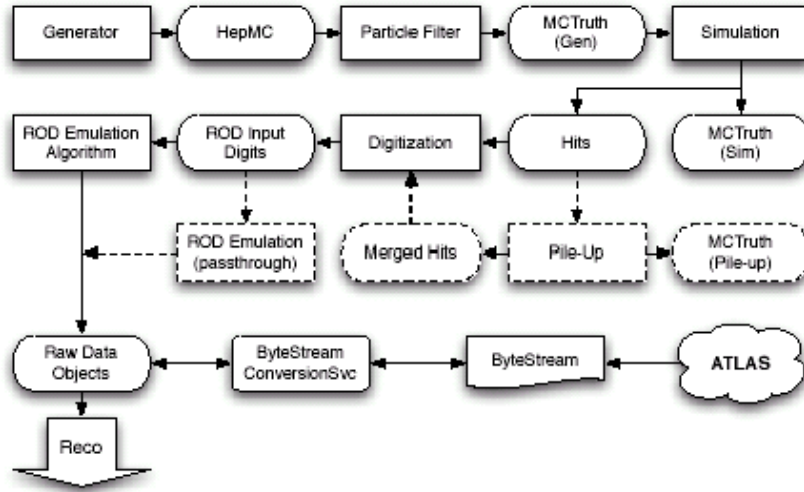 Generator
HepMC
Particle Filter
MCTruth
(Gen)
Simulation
ROD Emulation
Algorithm
ROD Input
Digits
Digitization
Hits
MCTruth
(Sim)
ROD Emulation
(passthrough)
Merged Hits
Pile-Up
MCTruth
(Pile-up)
Raw Data
Objects
ByteStream
ConversionSvc
ByteStream
ATLAS
Reco